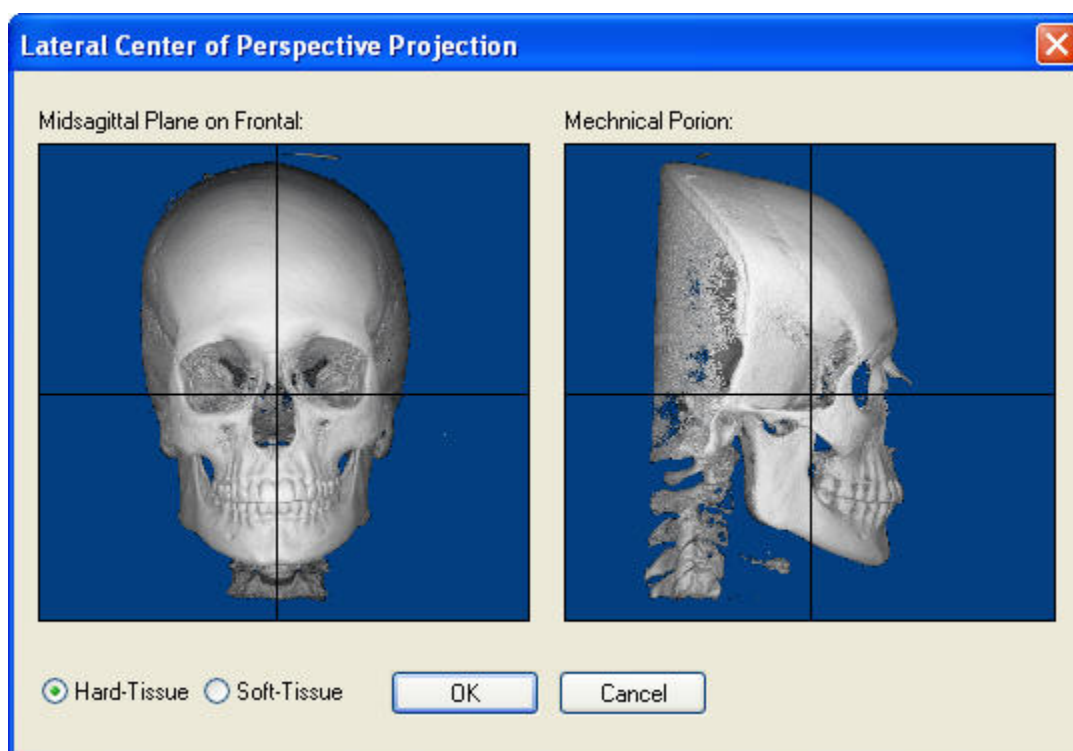 Lateral Center of Perspective Projection
Midsagittal Plane on Frontal:
Mechnical Porion:
Hard-Tissue
Soft-Tissue
OK
Cancel